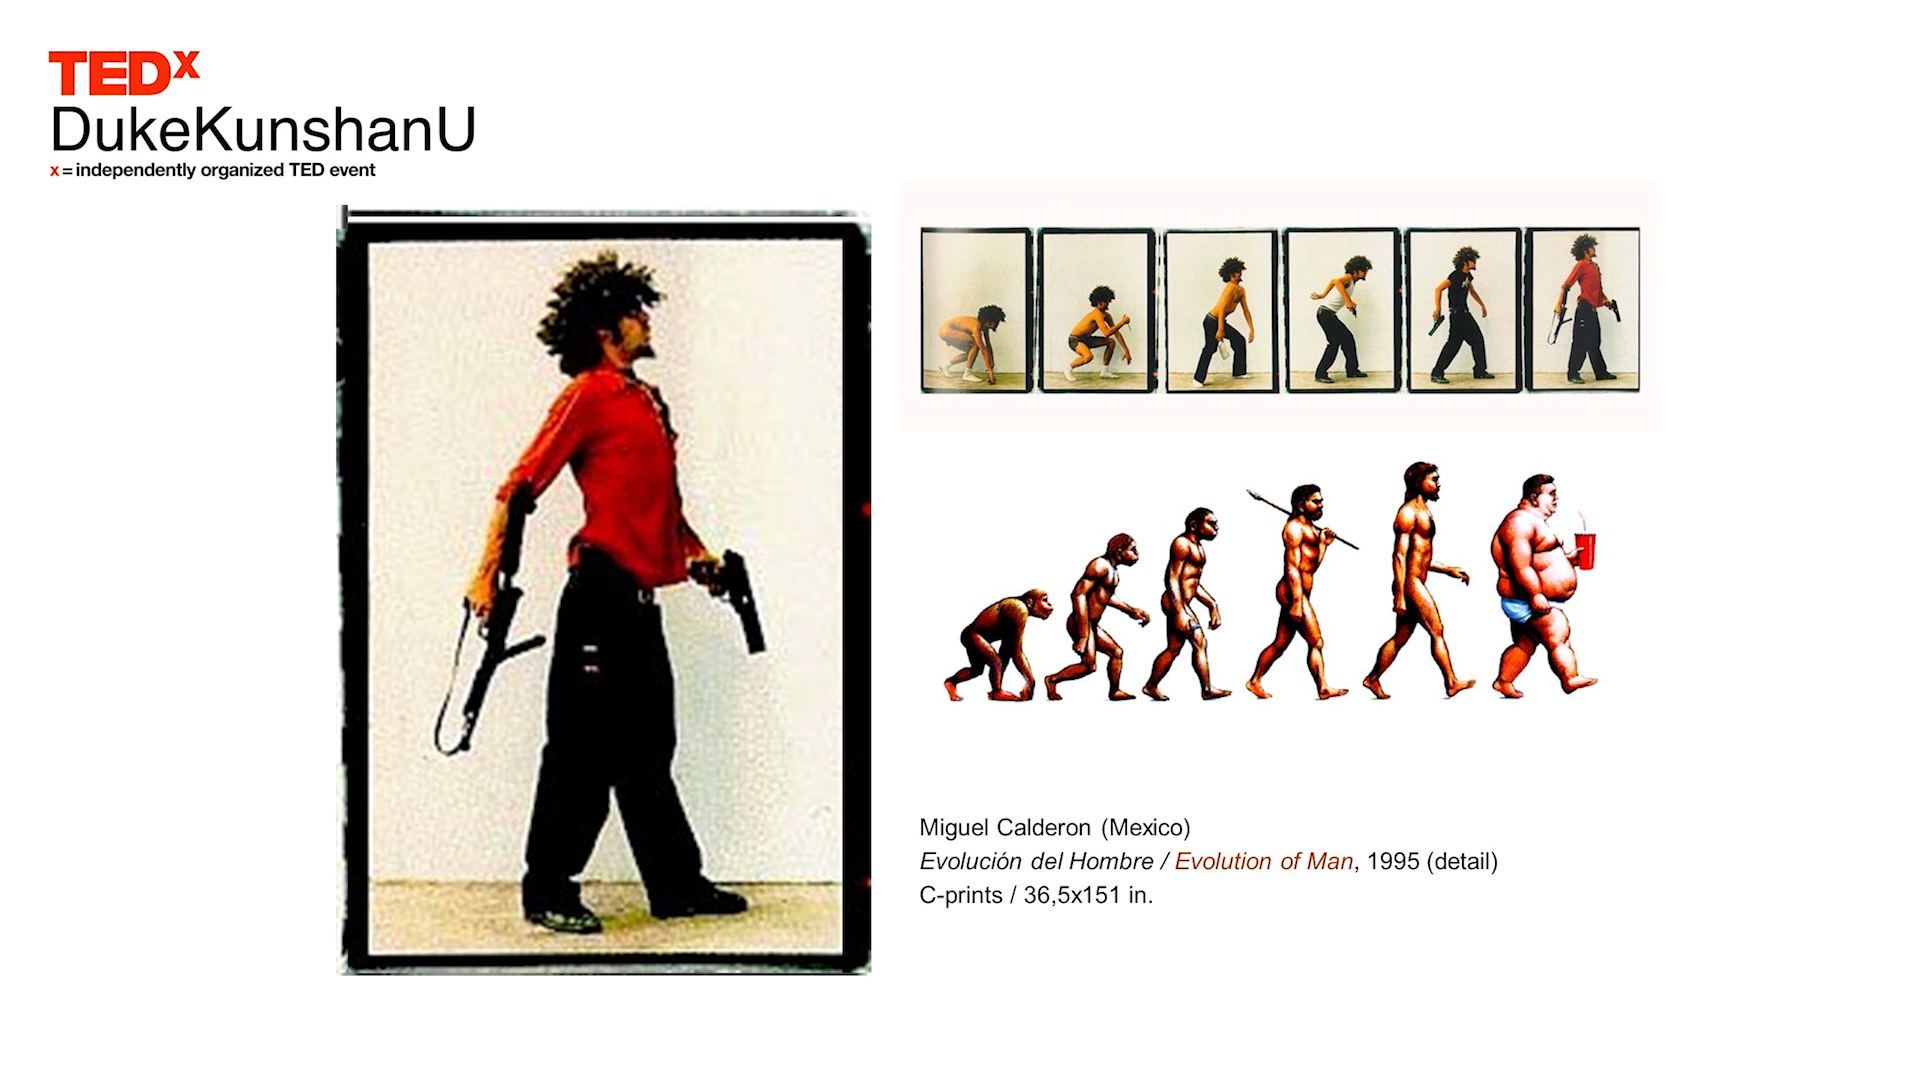 TEDx
DukeKunshanU
x = independently organized TED event
Miguel Calderon (Mexico)
Evolución del Hombre / Evolution of Man, 1995 (detail)
C-prints / 36,5x151 in.